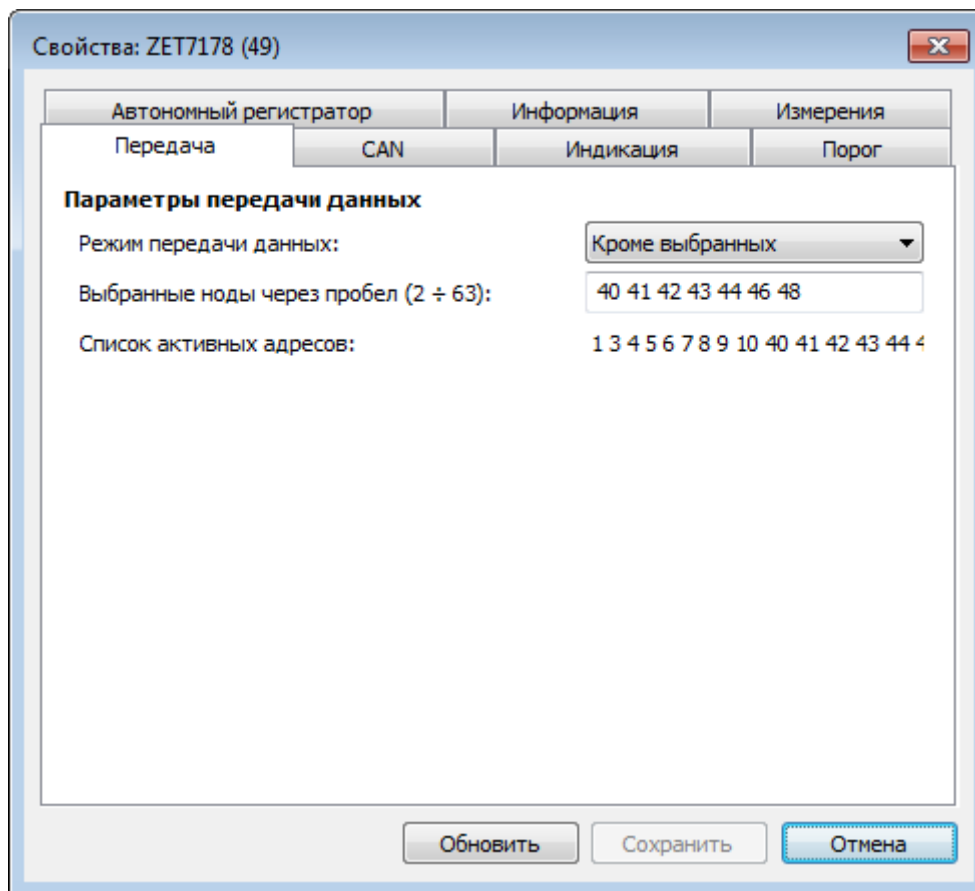 Свойства: ZET7178 (49)
Автономный регистратор Информация Измерения
Передача CAN Индикация Порог
Параметры передачи данных
Режим передачи данных: Кроме выбранных
Выбранные ноды через пробел (2 ÷ 63): 40 41 42 43 44 46 48
Список активных адресов: 1 3 4 5 6 7 8 9 10 40 41 42 43 44
Обновить Сохранить Отмена